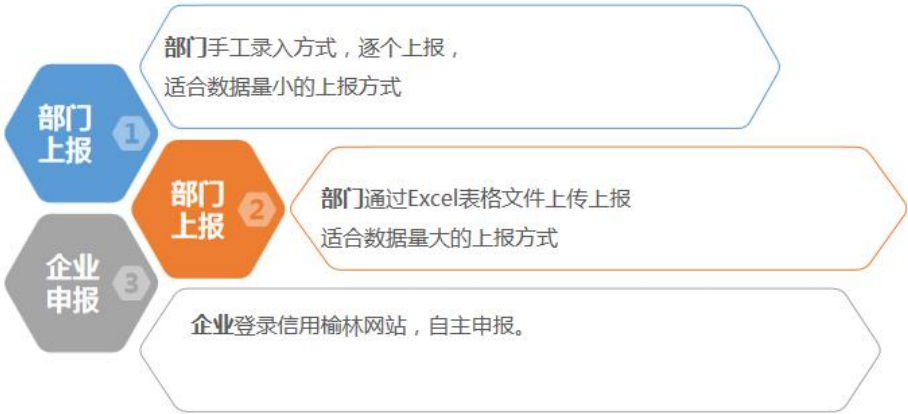 部门
上报
1
部门手工录入方式，逐个上报，
适合数据量小的上报方式
部门
上报
2
部门通过Excel表格文件上传上报
适合数据量大的上报方式
企业
申报
3
企业登录信用榆林网站，自主申报。